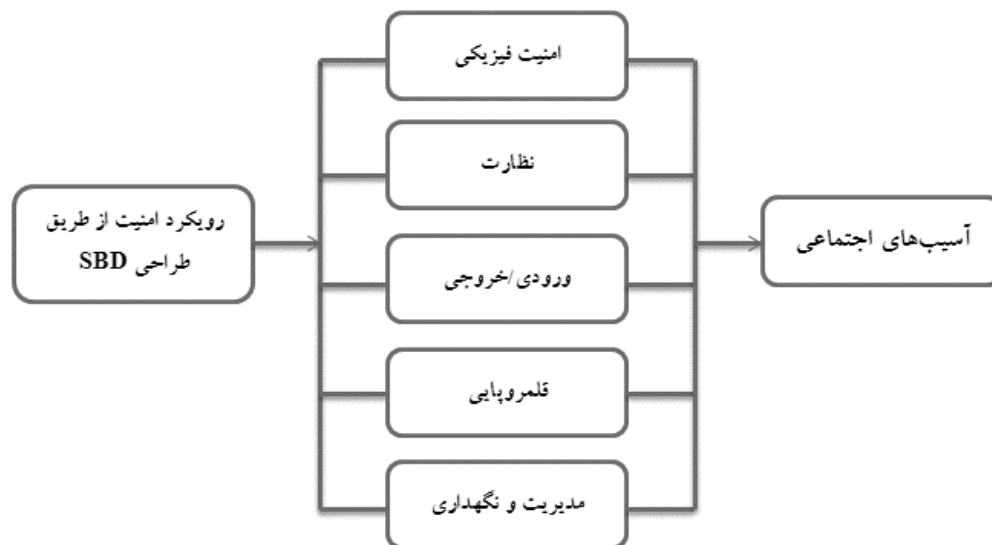 امنیت فیزیکی
نظارت
رویکرد امنیت از طریق
طراحی SBD
ورودی/خروجی
آسیب‌های اجتماعی
قلمروپایی
مدیریت و نگهداری